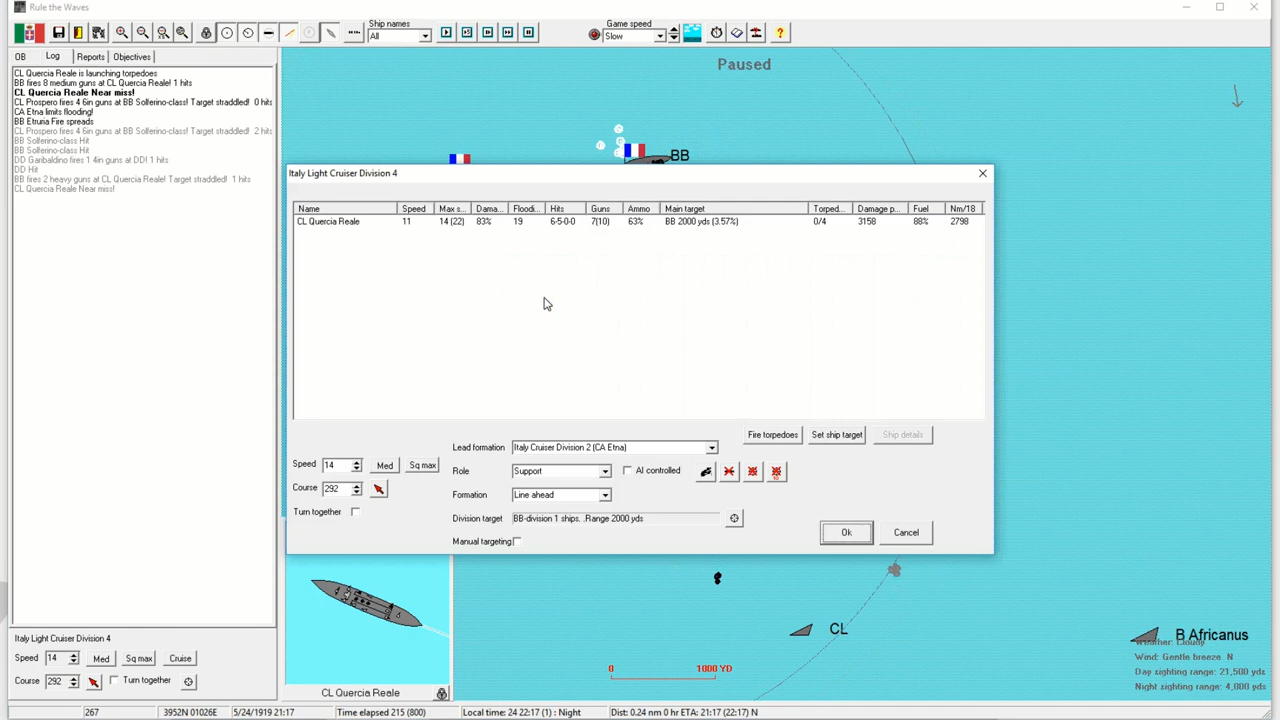 Rule the Waves
Ship names
All
Game speed
Slow
OB Log Reports Objectives
CL Quercia Reale is launching torpedoes
BB fires 8 medium guns at CL Quercia Reale! 1 hits
CL Quercia Reale Near miss!
CL Prospero fires 4 6in guns at BB Solferino-class! Target straddled! 0 hits
CA Etna limits flooding!
BB Etruria Fire spreads
CL Prospero fires 4 6in guns at BB Solferino-class! Target straddled! 2 hits
BB Solferino-class Hit
BB Solferino-class Hit
DD Garibaldino fires 1 4in guns at DD! 1 hits
DD Hit
BB fires 2 heavy guns at CL Quercia Reale! Target straddled! 1 hits
CL Quercia Reale Near miss!
Paused
BB
Italy Light Cruiser Division 4
Name Speed Max s... Dama... Floodi... Hits Guns Ammo Main target Torped... Damage p... Fuel Nm/18
CL Quercia Reale 11 14 (22) 83% 19 6-5-0-0 7(10) 63% BB 2000 yds (3.57%) 0/4 3158 88% 2798
Fire torpedoes Set ship target Ship details
Lead formation Italy Cruiser Division 2 (CA Etna)
Speed 14 Med Sq max
Role Support AI controlled
Course 292
Formation Line ahead
Turn together
Division target BB-division 1 ships. .Range 2000 yds
Manual targeting
Ok Cancel
CL
B Africanus
Weather: Cloudy
Wind: Gentle breeze N
Day sighting range: 21,500 yds
Night sighting range: 4,000 yds
0 1000 YD
Italy Light Cruiser Division 4
Speed 14 Med Sq max Cruise
Course 292 Turn together
CL Quercia Reale
267 3952N 01026E 5/24/1919 21:17 Time elapsed 215 (800) Local time: 24 22:17 (1) : Night Dist: 0.24 nm 0 hr ETA: 21:17 (22:17) N